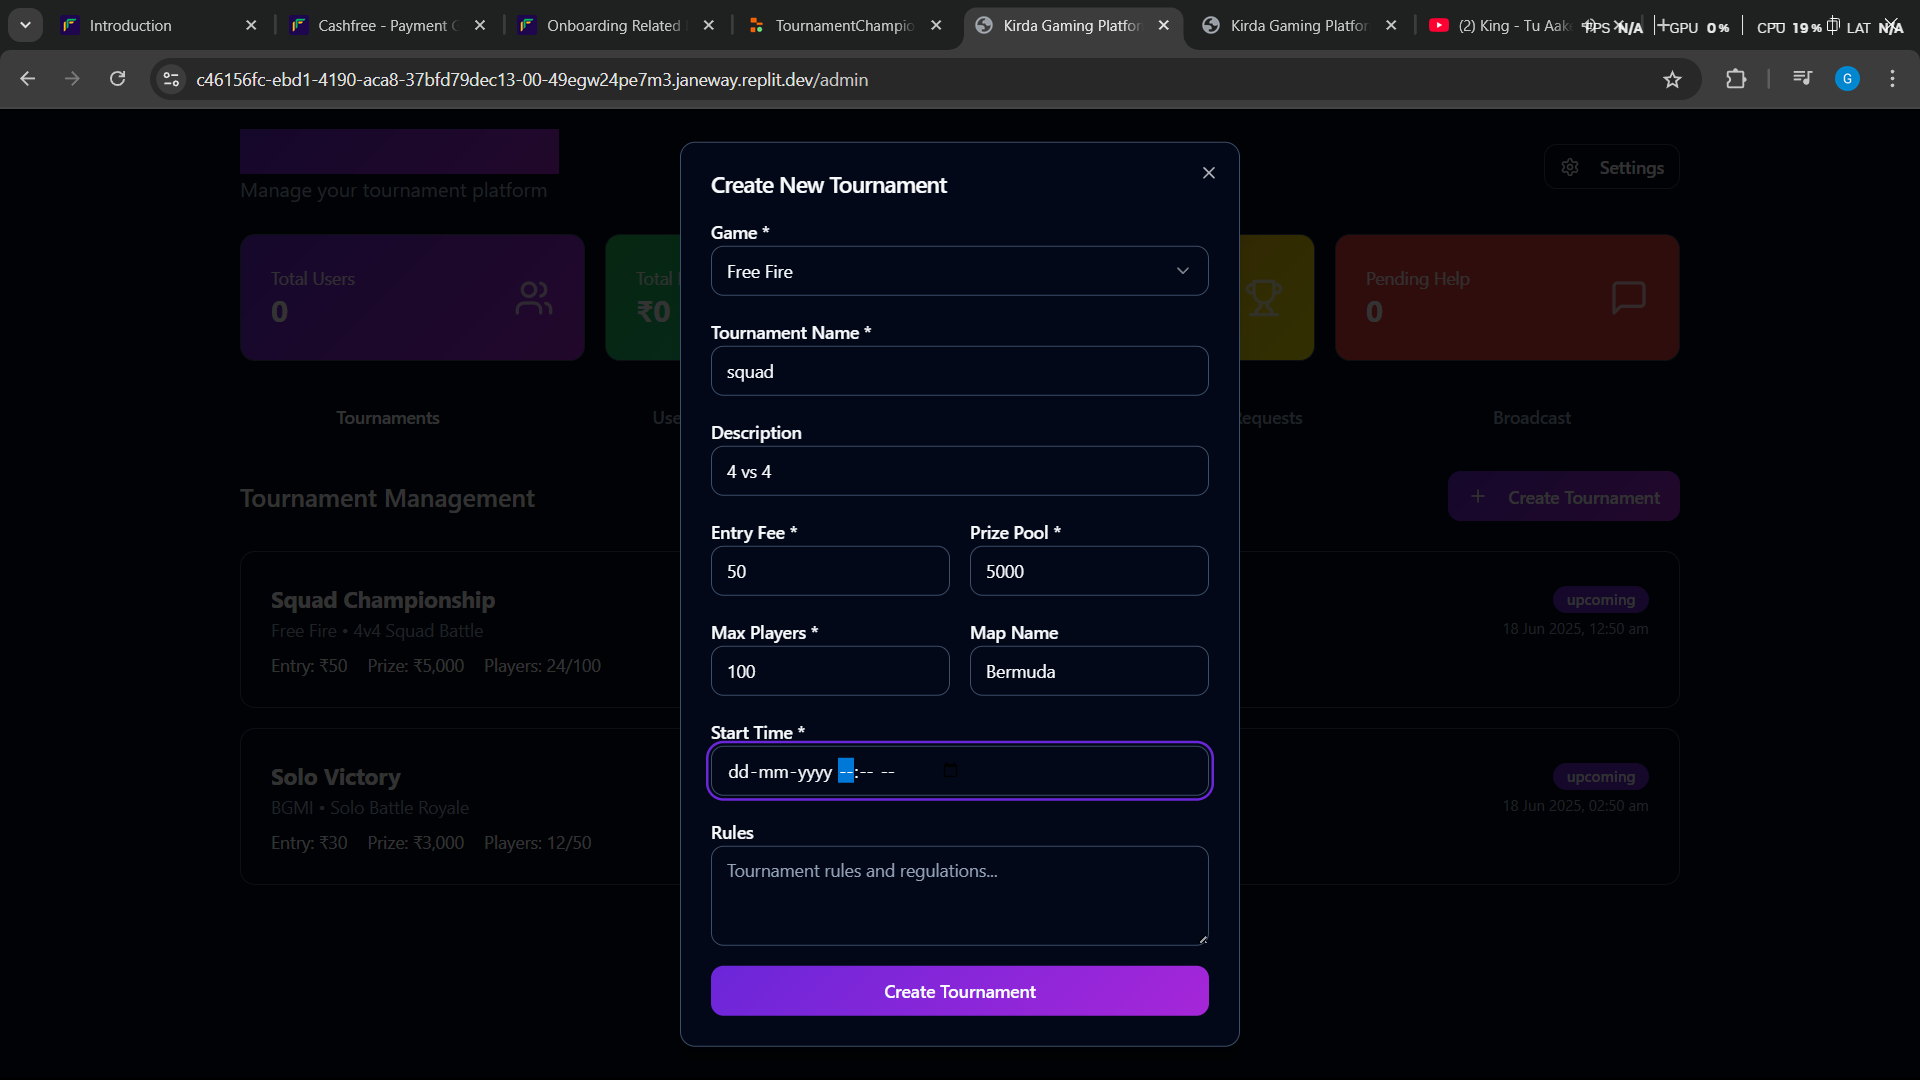 Introduction
Cashfree - Payment G
Onboarding Related
TournamentChampio
Kirda Gaming Platfor
Kirda Gaming Platfor
(2) King - Tu Aake
FPS N/A
GPU 0%
CPU 19%
LAT N/A
c46156fc-ebd1-4190-aca8-37bfd79dec13-00-49egw24pe7m3.janeway.replit.dev/admin
G
Manage your tournament platform
Settings
Total Users
0
Total
₹0
Pending Help
0
Tournaments
Use
Requests
Broadcast
Tournament Management
Create Tournament
Squad Championship
Free Fire • 4v4 Squad Battle
Entry: ₹50 Prize: ₹5,000 Players: 24/100
upcoming
18 Jun 2025, 12:50 am
Solo Victory
BGMI • Solo Battle Royale
Entry: ₹30 Prize: ₹3,000 Players: 12/50
upcoming
18 Jun 2025, 02:50 am
Create New Tournament
Game *
Free Fire
Tournament Name *
squad
Description
4 vs 4
Entry Fee *
50
Prize Pool *
5000
Max Players *
100
Map Name
Bermuda
Start Time *
dd-mm-yyyy --:-- --
Rules
Tournament rules and regulations...
Create Tournament